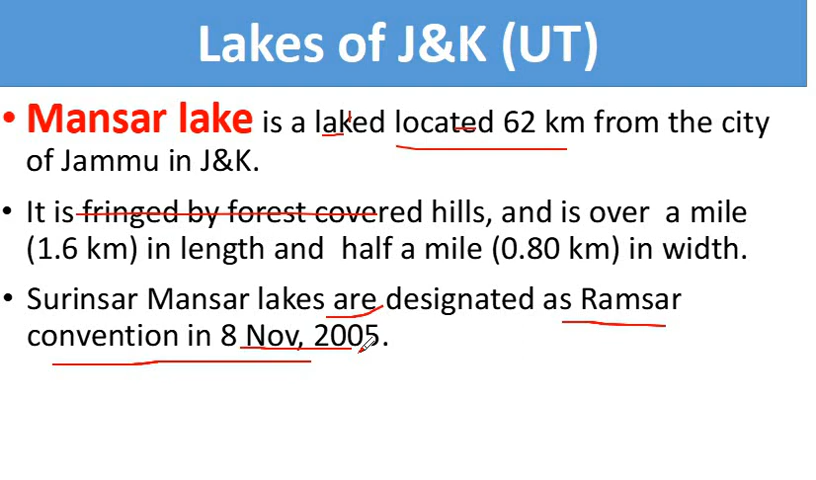 Lakes of J&K (UT)
• Mansar lake is a laked located 62 km from the city
of Jammu in J&K.
• It is fringed by forest covered hills, and is over a mile
(1.6 km) in length and half a mile (0.80 km) in width.
• Surinsar Mansar lakes are designated as Ramsar
convention in 8 Nov, 2005.